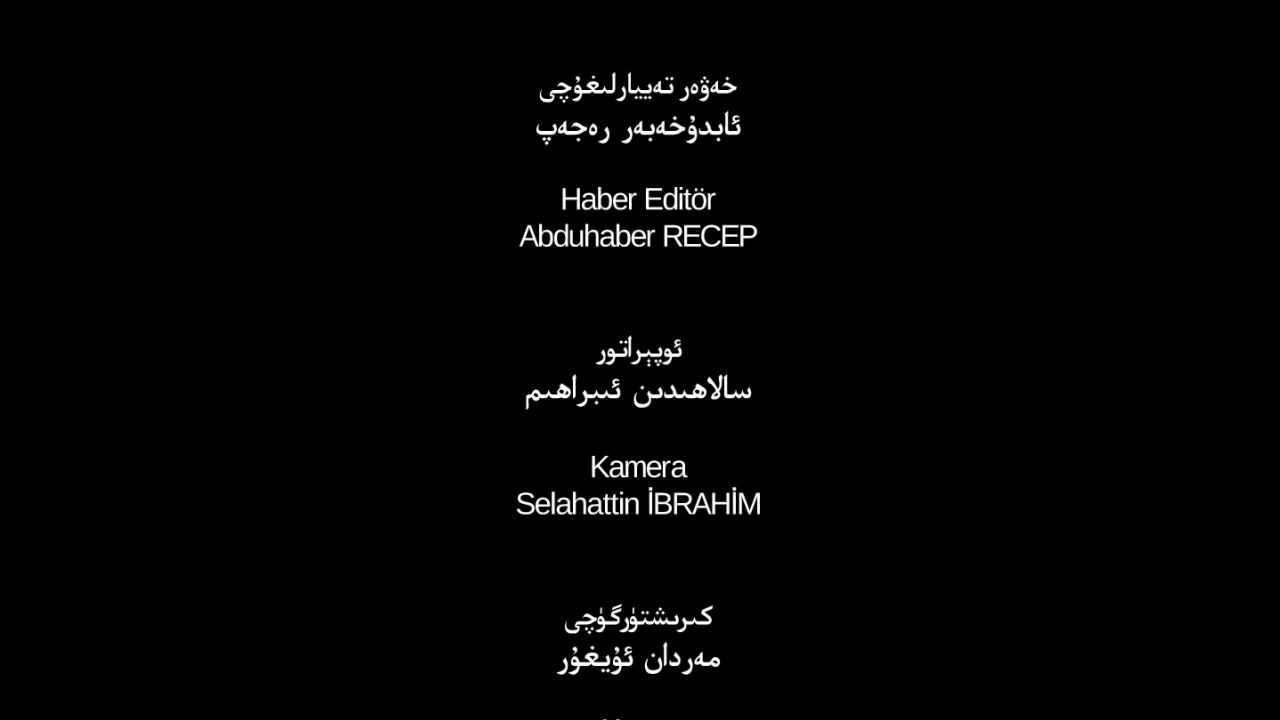 خەۋەر تەييارلىغۇچى
ئابدۇخەبەر رەجەپ
Haber Editör
Abduhaber RECEP
ئوپېراتور
سالاھىدىن ئىبراھىم
Kamera
Selahattin İBRAHİM
كىرىشتۈرگۈچى
مەردان ئۇيغۇر